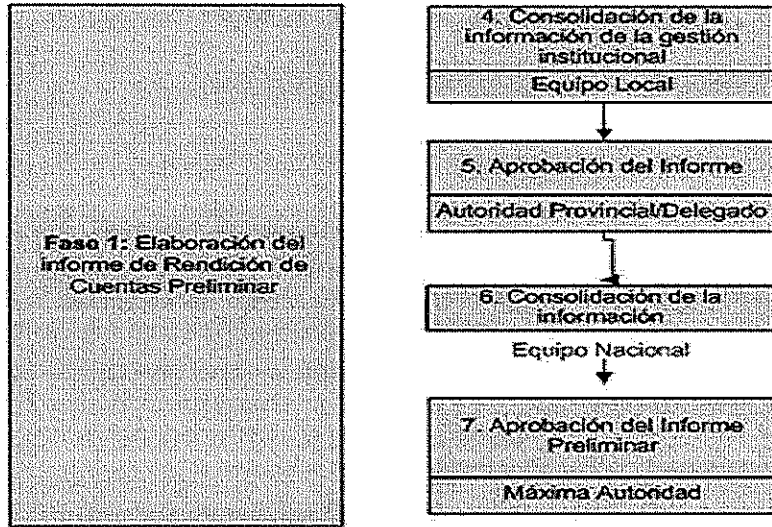 Fase 1: Elaboración del
informe de Rendición de
Cuentas Preliminar
4. Consolidación de la
información de la gestión
institucional
Equipo Local
5. Aprobación del Informe
Autoridad Provincial/Delegado
6. Consolidación de la
información
Equipo Nacional
7. Aprobación del Informe
Preliminar
Máxima Autoridad